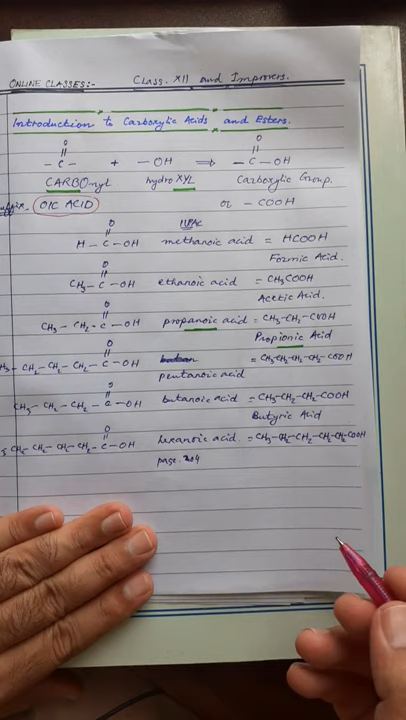 ONLINE CLASSES:- Class. XII and Improvers.
Introduction to Carboxylic Acids and Esters.
O O
|| ||
- C - + - OH ⇒ - C - OH
CARBOnyl hydroXYL Carboxylic Group.
OIC ACID or - COOH
O IUPAC
||
H - C - OH methanoic acid = HCOOH
O Formic Acid.
||
CH₃ - C - OH ethanoic acid = CH₃COOH
O Acetic Acid.
||
CH₃ - CH₂ - C - OH propanoic acid = CH₃-CH₂-COOH
O Propionic Acid
||
CH₂ - CH₂ - CH₂ - C - OH = CH₃-CH₂-CH₂-CH₂-COOH
pentanoic acid
O
||
CH₃ - CH₂ - CH₂ - C - OH butanoic acid = CH₃-CH₂-CH₂-COOH
O Butyric Acid
||
CH₂ - CH₂ - CH₂ - CH₂ - C - OH hexanoic acid = CH₃-CH₂-CH₂-CH₂-CH₂-COOH
page. 204